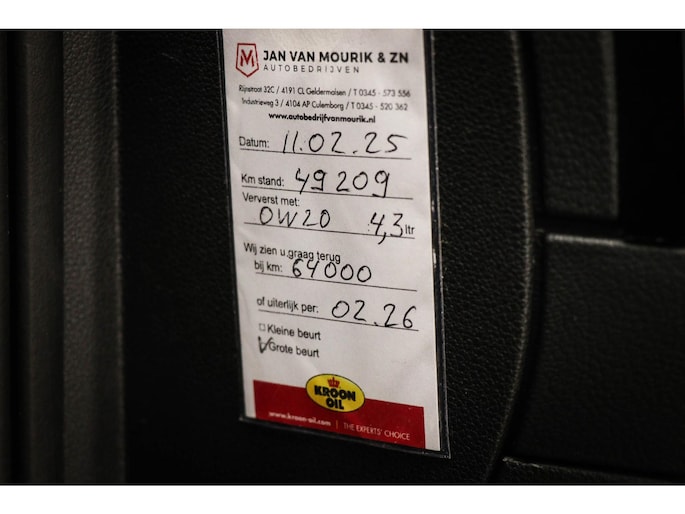 JAN VAN MOURIK & ZN
AUTOBEDRIJVEN
Rijnstraat 32C / 4191 CL Geldermalsen / T 0345 - 573 556
Industrieweg 3 / 4104 AP Culemborg / T 0345 - 520 362
www.autobedrijfvanmourik.nl
Datum: 11.02.25
Km stand: 49209
Ververst met:
0W20 4,3 ltr
Wij zien u graag terug
bij km: 64000
of uiterlijk per: 02.26
Kleine beurt
Grote beurt
KROON
OIL
www.kroon-oil.com | THE EXPERTS' CHOICE